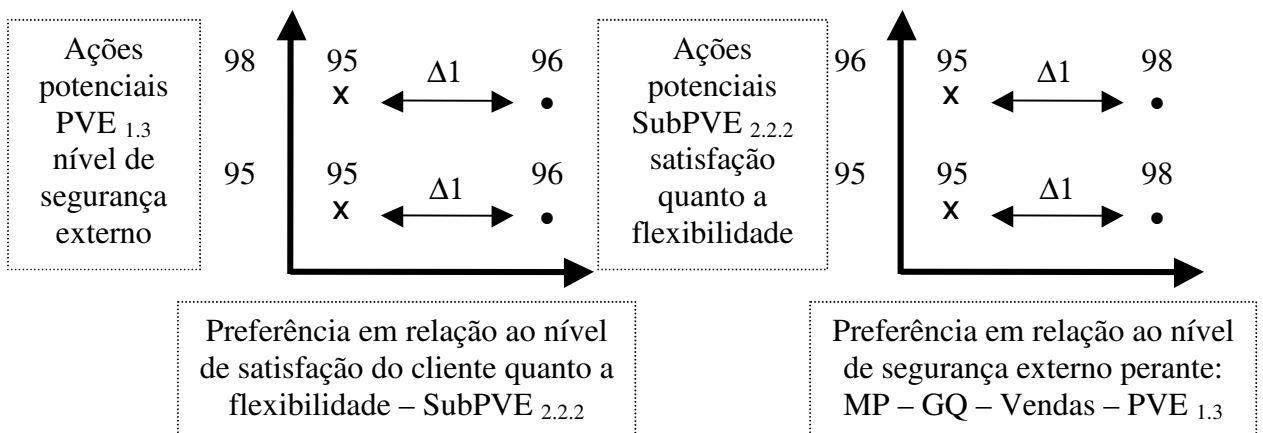 Ações
potenciais
PVE 1.3
nível de
segurança
externo
98
95
95
Δ1
96
x
•
95
Δ1
96
x
•
Preferência em relação ao nível
de satisfação do cliente quanto a
flexibilidade – SubPVE 2.2.2
Ações
potenciais
SubPVE 2.2.2
satisfação
quanto a
flexibilidade
96
95
95
Δ1
98
x
•
95
Δ1
98
x
•
Preferência em relação ao nível
de segurança externo perante:
MP – GQ – Vendas – PVE 1.3